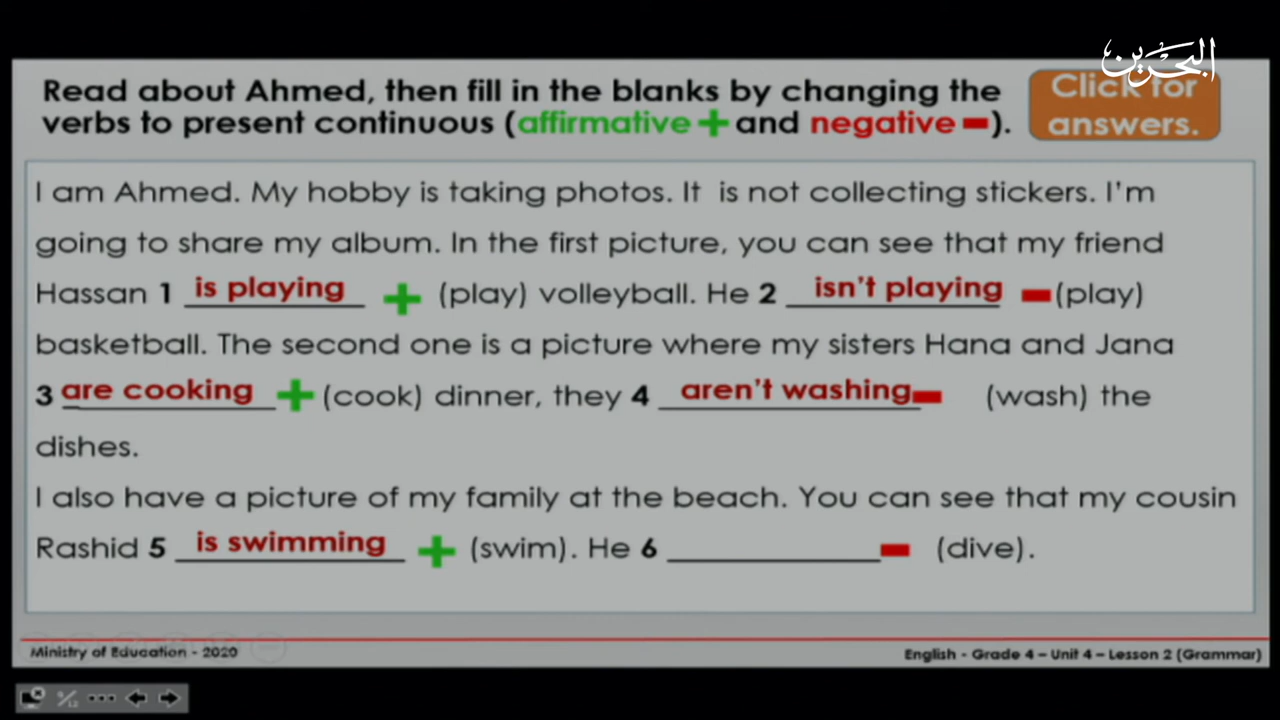 البحرين
Click for
answers.
Read about Ahmed, then fill in the blanks by changing the
verbs to present continuous (affirmative + and negative -).
I am Ahmed. My hobby is taking photos. It is not collecting stickers. I'm
going to share my album. In the first picture, you can see that my friend
Hassan 1 is playing + (play) volleyball. He 2 isn't playing - (play)
basketball. The second one is a picture where my sisters Hana and Jana
3 are cooking + (cook) dinner, they 4 aren't washing - (wash) the
dishes.
I also have a picture of my family at the beach. You can see that my cousin
Rashid 5 is swimming + (swim). He 6 ____________ - (dive).
Ministry of Education - 2020
English - Grade 4 – Unit 4 – Lesson 2 (Grammar)